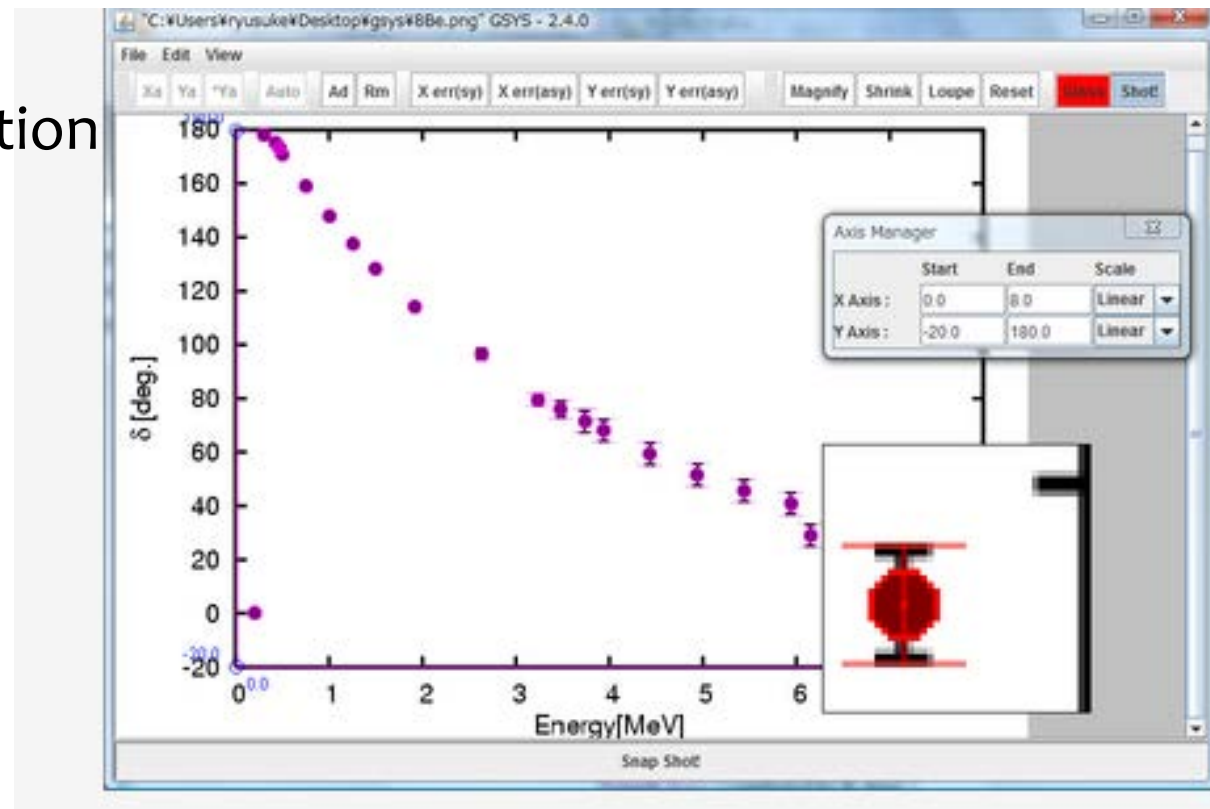 "C:¥Users¥ryusuke¥Desktop¥gsys¥8Be.png" GSYS - 2.4.0
File Edit View
Xa Ya *Ya Auto Ad Rm X err(sy) X err(asy) Y err(sy) Y err(asy) Magnify Shrink Loupe Reset Shot!
tion
180
160
140
120
100
80
60
40
20
0
-20
δ [deg.]
0 0.0 1 2 3 4 5 6
Energy[MeV]
Axis Manager
Start End Scale
X Axis : 0.0 8.0 Linear
Y Axis : -20.0 180.0 Linear
Snap Shot!